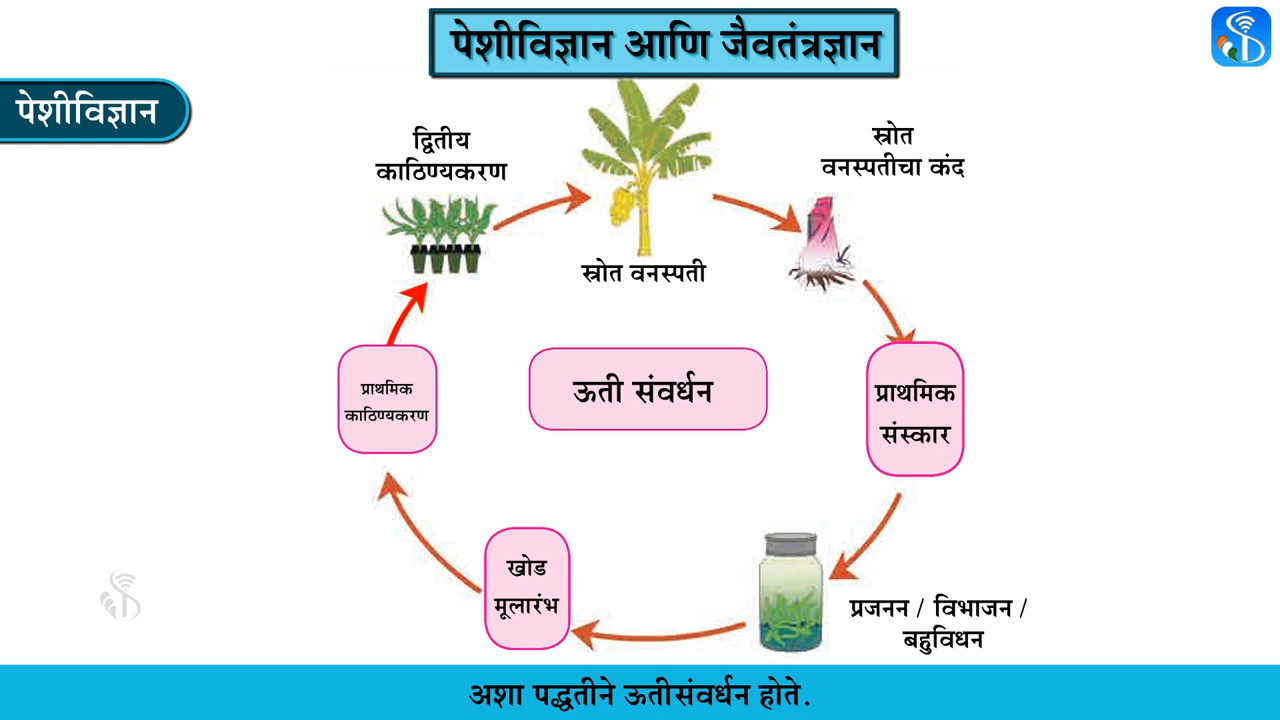 पेशीविज्ञान आणि जैवतंत्रज्ञान
पेशीविज्ञान
द्वितीय
काठिण्यकरण
स्रोत
वनस्पतीचा कंद
स्रोत वनस्पती
प्राथमिक
काठिण्यकरण
ऊती संवर्धन
प्राथमिक
संस्कार
खोड
मूलारंभ
प्रजनन / विभाजन /
बहुविधन
अशा पद्धतीने ऊतीसंवर्धन होते.